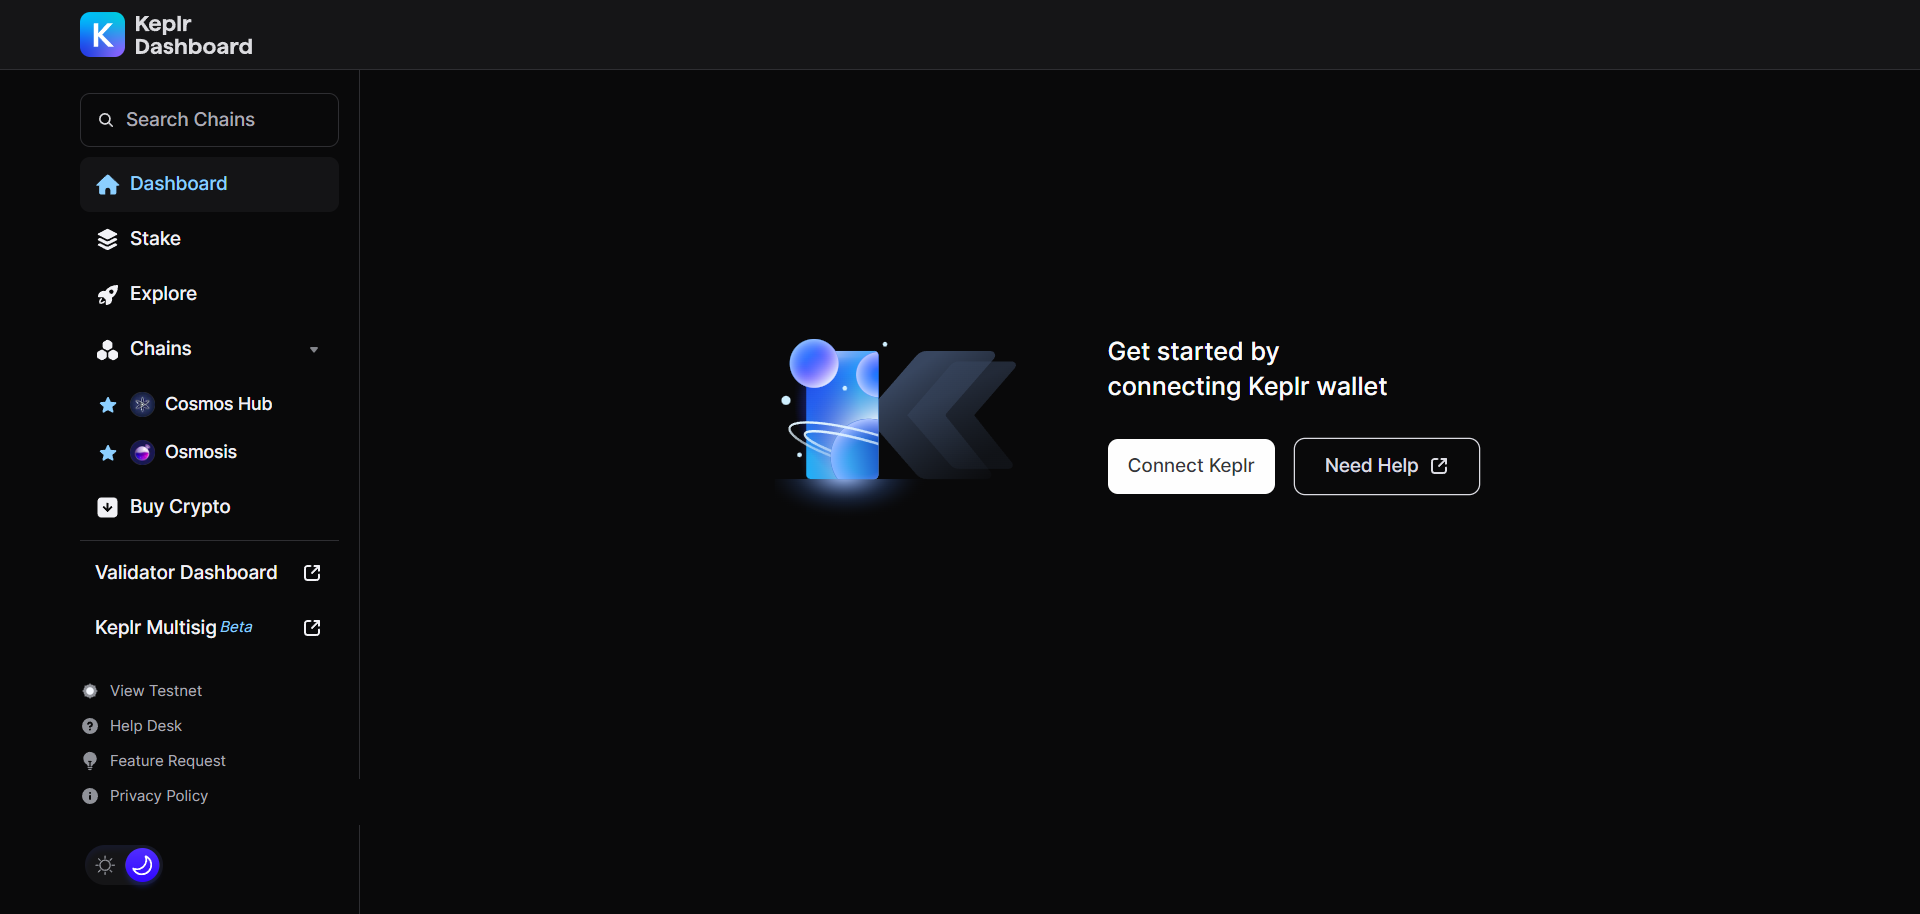 K
Keplr
Dashboard
Search Chains
Dashboard
Stake
Explore
Chains
Cosmos Hub
Osmosis
Buy Crypto
Validator Dashboard
Keplr Multisig Beta
View Testnet
Help Desk
Feature Request
Privacy Policy
Get started by
connecting Keplr wallet
Connect Keplr
Need Help